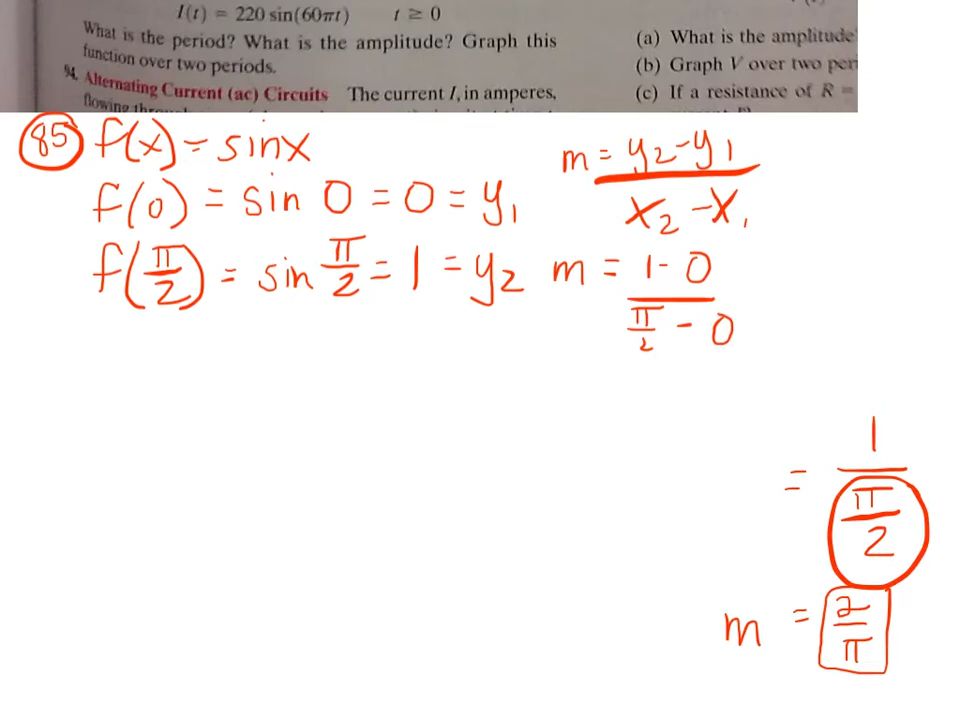 I(t) = 220 sin(60πt) t ≥ 0
What is the period? What is the amplitude? Graph this
function over two periods.
94. Alternating Current (ac) Circuits The current I, in amperes,
flowing
(a) What is the amplitude
(b) Graph V over two
(c) If a resistance of R =
85 f(x) = sinx
f(0) = sin 0 = 0 = y₁
f(π/2) = sin π/2 = 1 = y₂
m = y₂-y₁
x₂-x₁
m = 1-0
π/2 - 0
= 1
π/2
m = 2/π